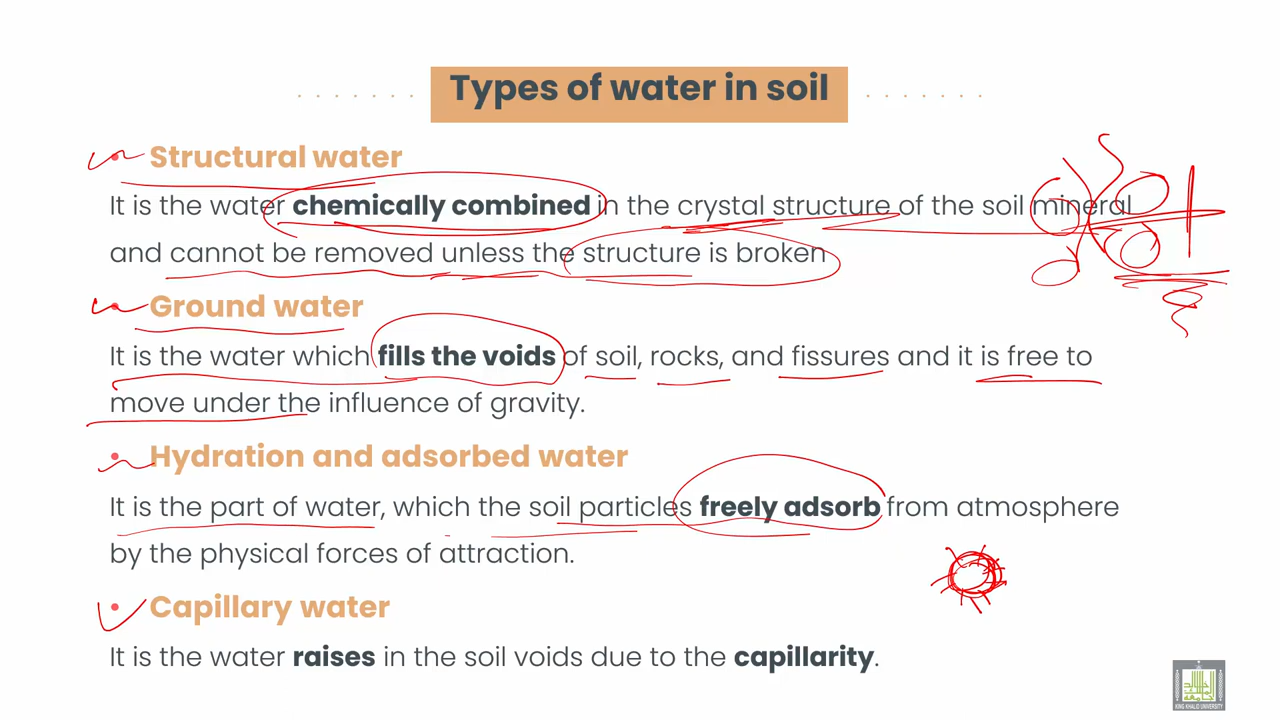 Types of water in soil
• Structural water
It is the water chemically combined in the crystal structure of the soil mineral
and cannot be removed unless the structure is broken
• Ground water
It is the water which fills the voids of soil, rocks, and fissures and it is free to
move under the influence of gravity.
• Hydration and adsorbed water
It is the part of water, which the soil particles freely adsorb from atmosphere
by the physical forces of attraction.
• Capillary water
It is the water raises in the soil voids due to the capillarity.
KING KHALID UNIVERSITY